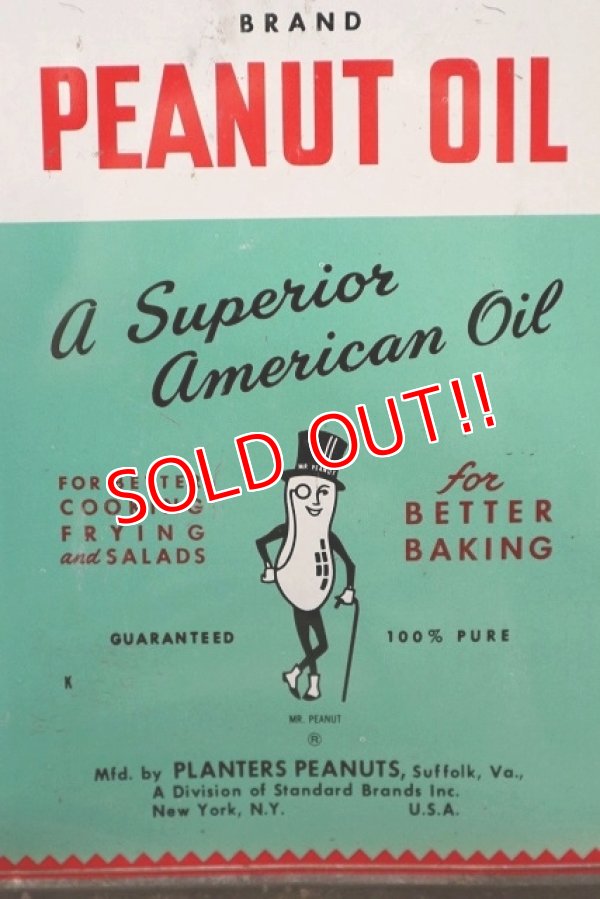 BRAND
PEANUT OIL
A Superior
American Oil
SOLD OUT!!
MR. PEANUT
FOR BETTER
COOKING
FRYING
and SALADS
for
BETTER
BAKING
GUARANTEED
100% PURE
K
MR. PEANUT
®
Mfd. by PLANTERS PEANUTS, Suffolk, Va.,
A Division of Standard Brands Inc.
New York, N.Y. U.S.A.